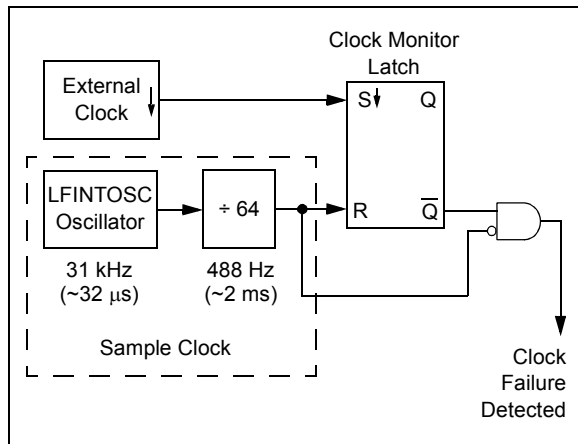 Clock Monitor
Latch
External
Clock
S
Q
LFINTOSC
Oscillator
÷ 64
R
Q̅
31 kHz
(~32 μs)
488 Hz
(~2 ms)
Sample Clock
Clock
Failure
Detected